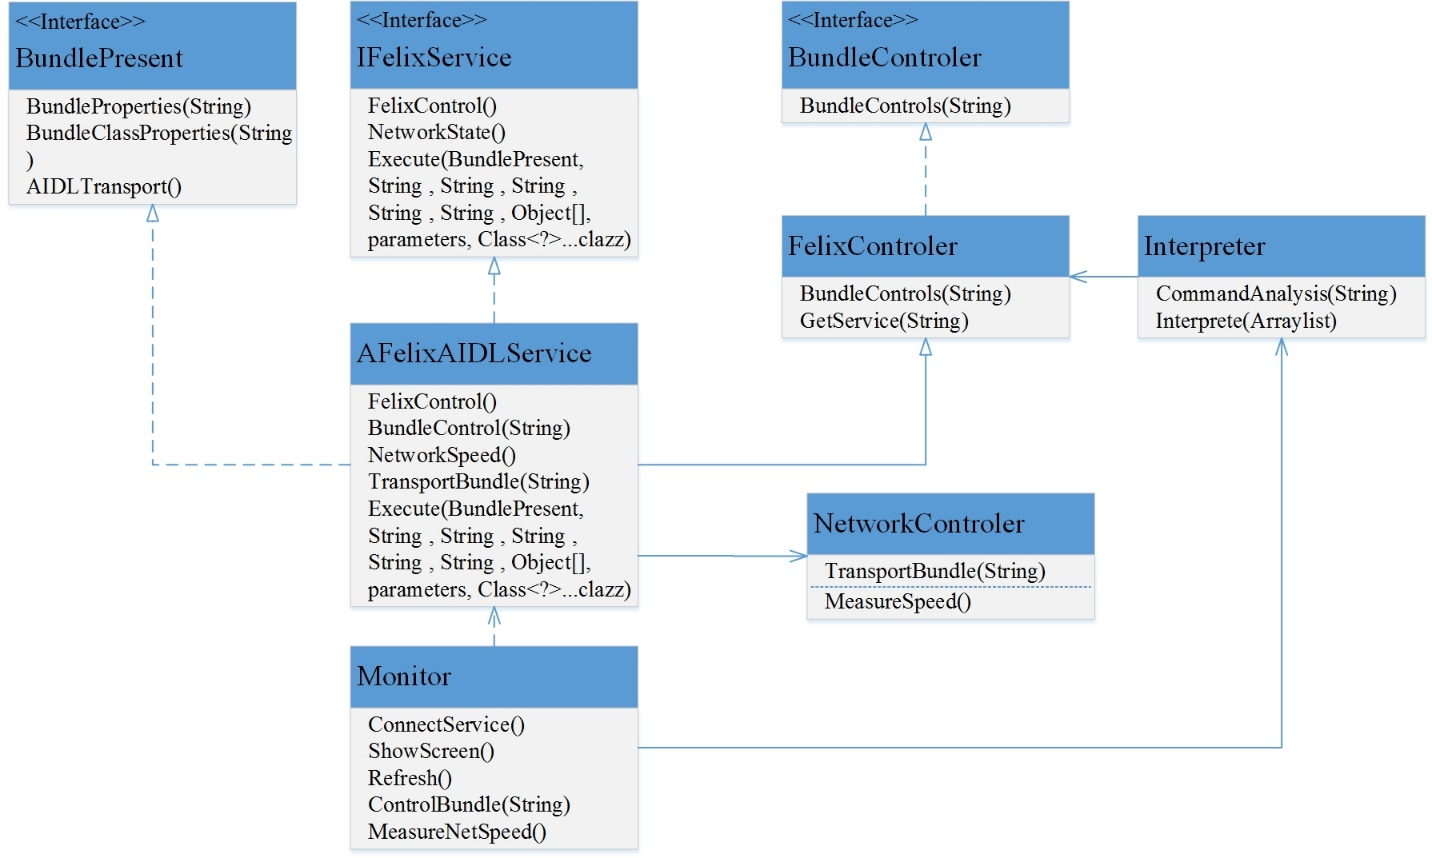 <<Interface>>
BundlePresent
BundleProperties(String)
BundleClassProperties(String
)
AIDLTransport()
<<Interface>>
IFelixService
FelixControl()
NetworkState()
Execute(BundlePresent,
String , String , String ,
String , String , Object[],
parameters, Class<?>...clazz)
<<Interface>>
BundleControler
BundleControls(String)
FelixControler
BundleControls(String)
GetService(String)
Interpreter
CommandAnalysis(String)
Interprete(Arraylist)
AFelixAIDLService
FelixControl()
BundleControl(String)
NetworkSpeed()
TransportBundle(String)
Execute(BundlePresent,
String , String , String ,
String , String , Object[],
parameters, Class<?>...clazz)
NetworkControler
TransportBundle(String)
MeasureSpeed()
Monitor
ConnectService()
ShowScreen()
Refresh()
ControlBundle(String)
MeasureNetSpeed()